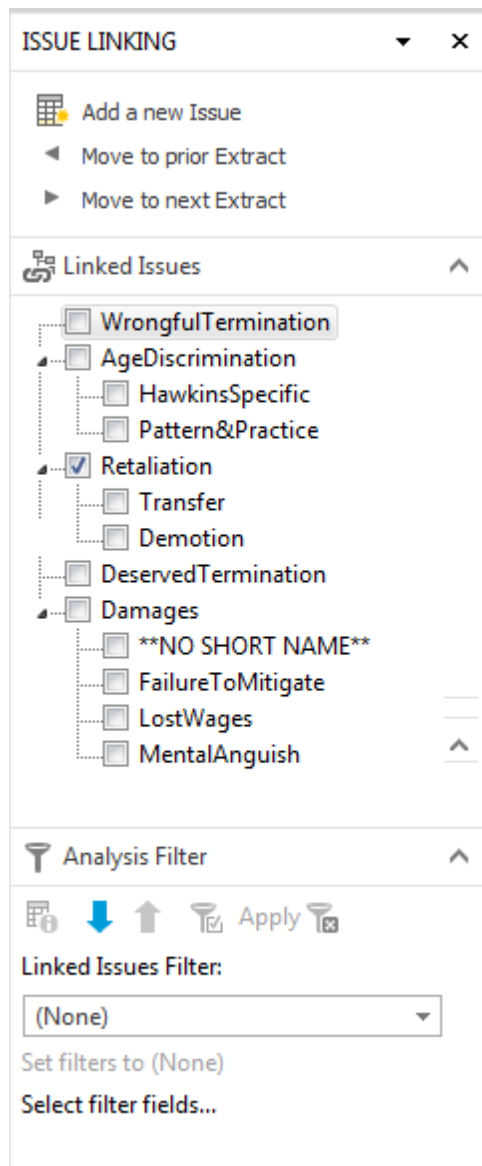 ISSUE LINKING
Add a new Issue
Move to prior Extract
Move to next Extract
Linked Issues
WrongfulTermination
AgeDiscrimination
HawkinsSpecific
Pattern&Practice
Retaliation
Transfer
Demotion
DeservedTermination
Damages
**NO SHORT NAME**
FailureToMitigate
LostWages
MentalAnguish
Analysis Filter
Apply
Linked Issues Filter:
(None)
Set filters to (None)
Select filter fields...